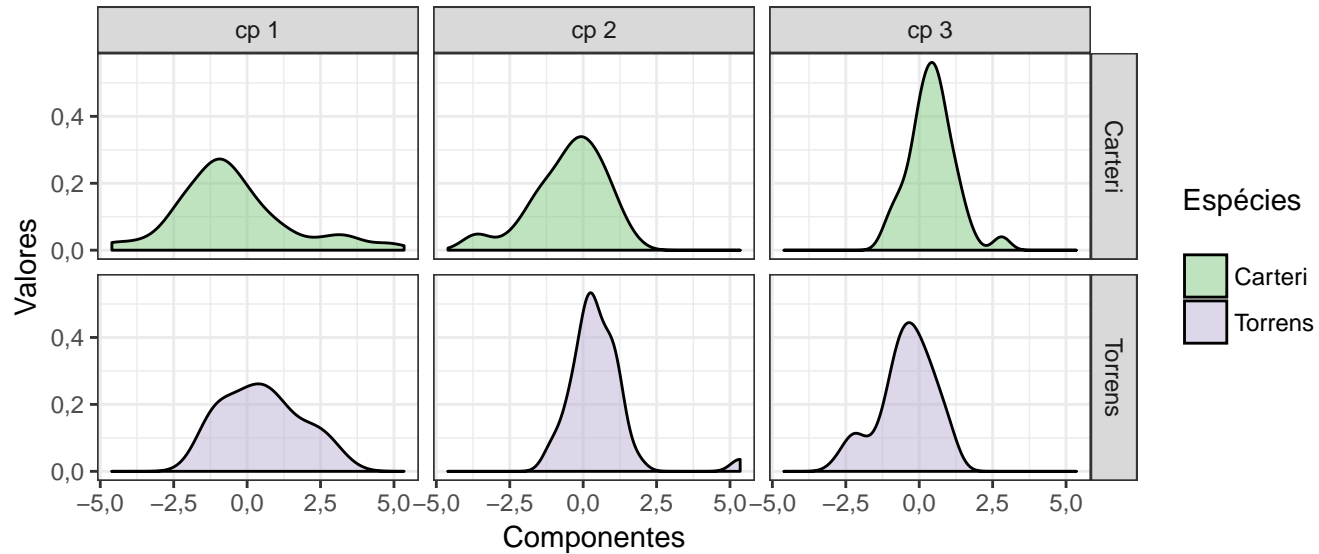 cp 1
cp 2
cp 3
Valores
0,4
0,2
0,0
Carteri
0,4
0,2
0,0
Torrens
−5,0 −2,5 0,0 2,5 5,0 −5,0 −2,5 0,0 2,5 5,0 −5,0 −2,5 0,0 2,5 5,0
Componentes
Espécies
Carteri
Torrens